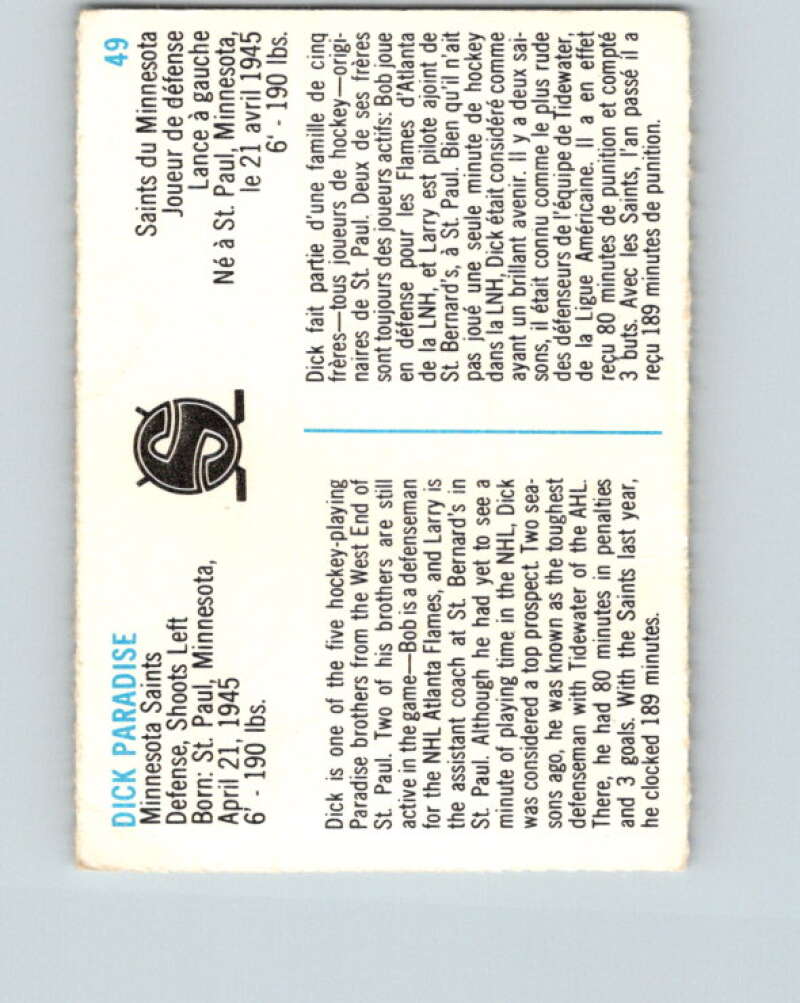 DICK PARADISE
Minnesota Saints
Defense, Shoots Left
Born: St. Paul, Minnesota,
April 21, 1945
6' - 190 lbs.
Dick is one of the five hockey-playing
Paradise brothers from the West End of
St. Paul. Two of his brothers are still
active in the game—Bob is a defenseman
for the NHL Atlanta Flames, and Larry is
the assistant coach at St. Bernard's in
St. Paul. Although he had yet to see a
minute of playing time in the NHL, Dick
was considered a top prospect. Two sea-
sons ago, he was known as the toughest
defenseman with Tidewater of the AHL.
There, he had 80 minutes in penalties
and 3 goals. With the Saints last year,
he clocked 189 minutes.
S
49
Saints du Minnesota
Joueur de défense
Lance à gauche
Né à St. Paul, Minnesota,
le 21 avril 1945
6' - 190 lbs.
Dick fait partie d'une famille de cinq
frères—tous joueurs de hockey—origi-
naires de St. Paul. Deux de ses frères
sont toujours des joueurs actifs: Bob joue
en défense pour les Flames d'Atlanta
de la LNH, et Larry est pilote ajoint de
St. Bernard's, à St. Paul. Bien qu'il n'ait
pas joué une seule minute de hockey
dans la LNH, Dick était considéré comme
ayant un brillant avenir. Il y a deux sai-
sons, il était connu comme le plus rude
des défenseurs de l'équipe de Tidewater,
de la Ligue Américaine. Il a en effet
reçu 80 minutes de punition et compté
3 buts. Avec les Saints, l'an passé il a
reçu 189 minutes de punition.